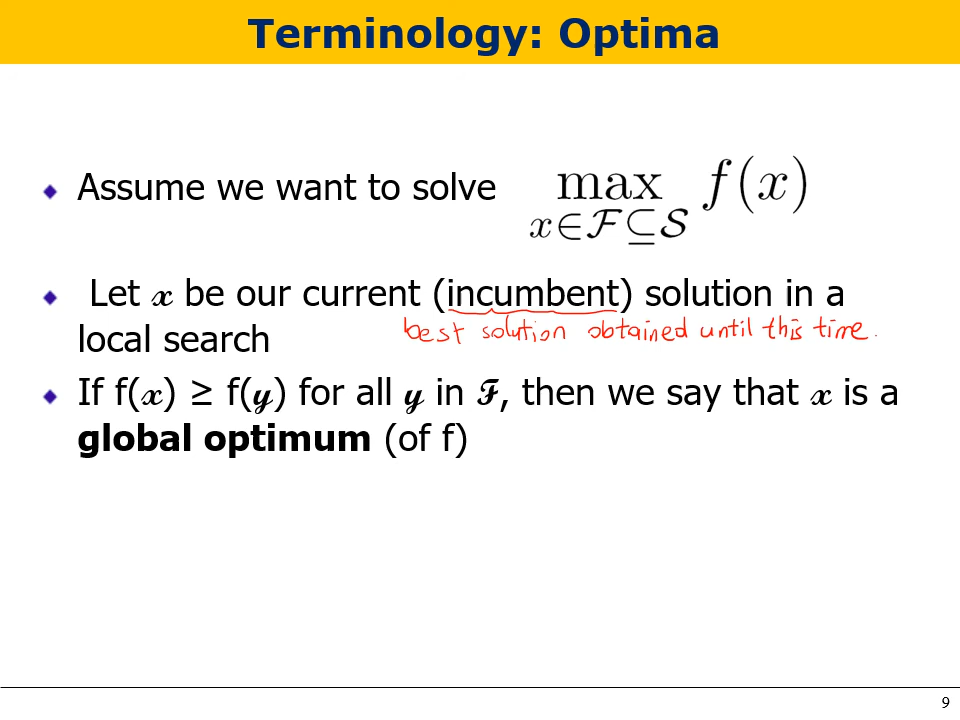 Terminology: Optima
Assume we want to solve max f(x)
x∈ℱ⊆𝒮
Let x be our current (incumbent) solution in a
best solution obtained until this time.
local search
If f(x) ≥ f(y) for all y in ℱ, then we say that x is a
global optimum (of f)
9